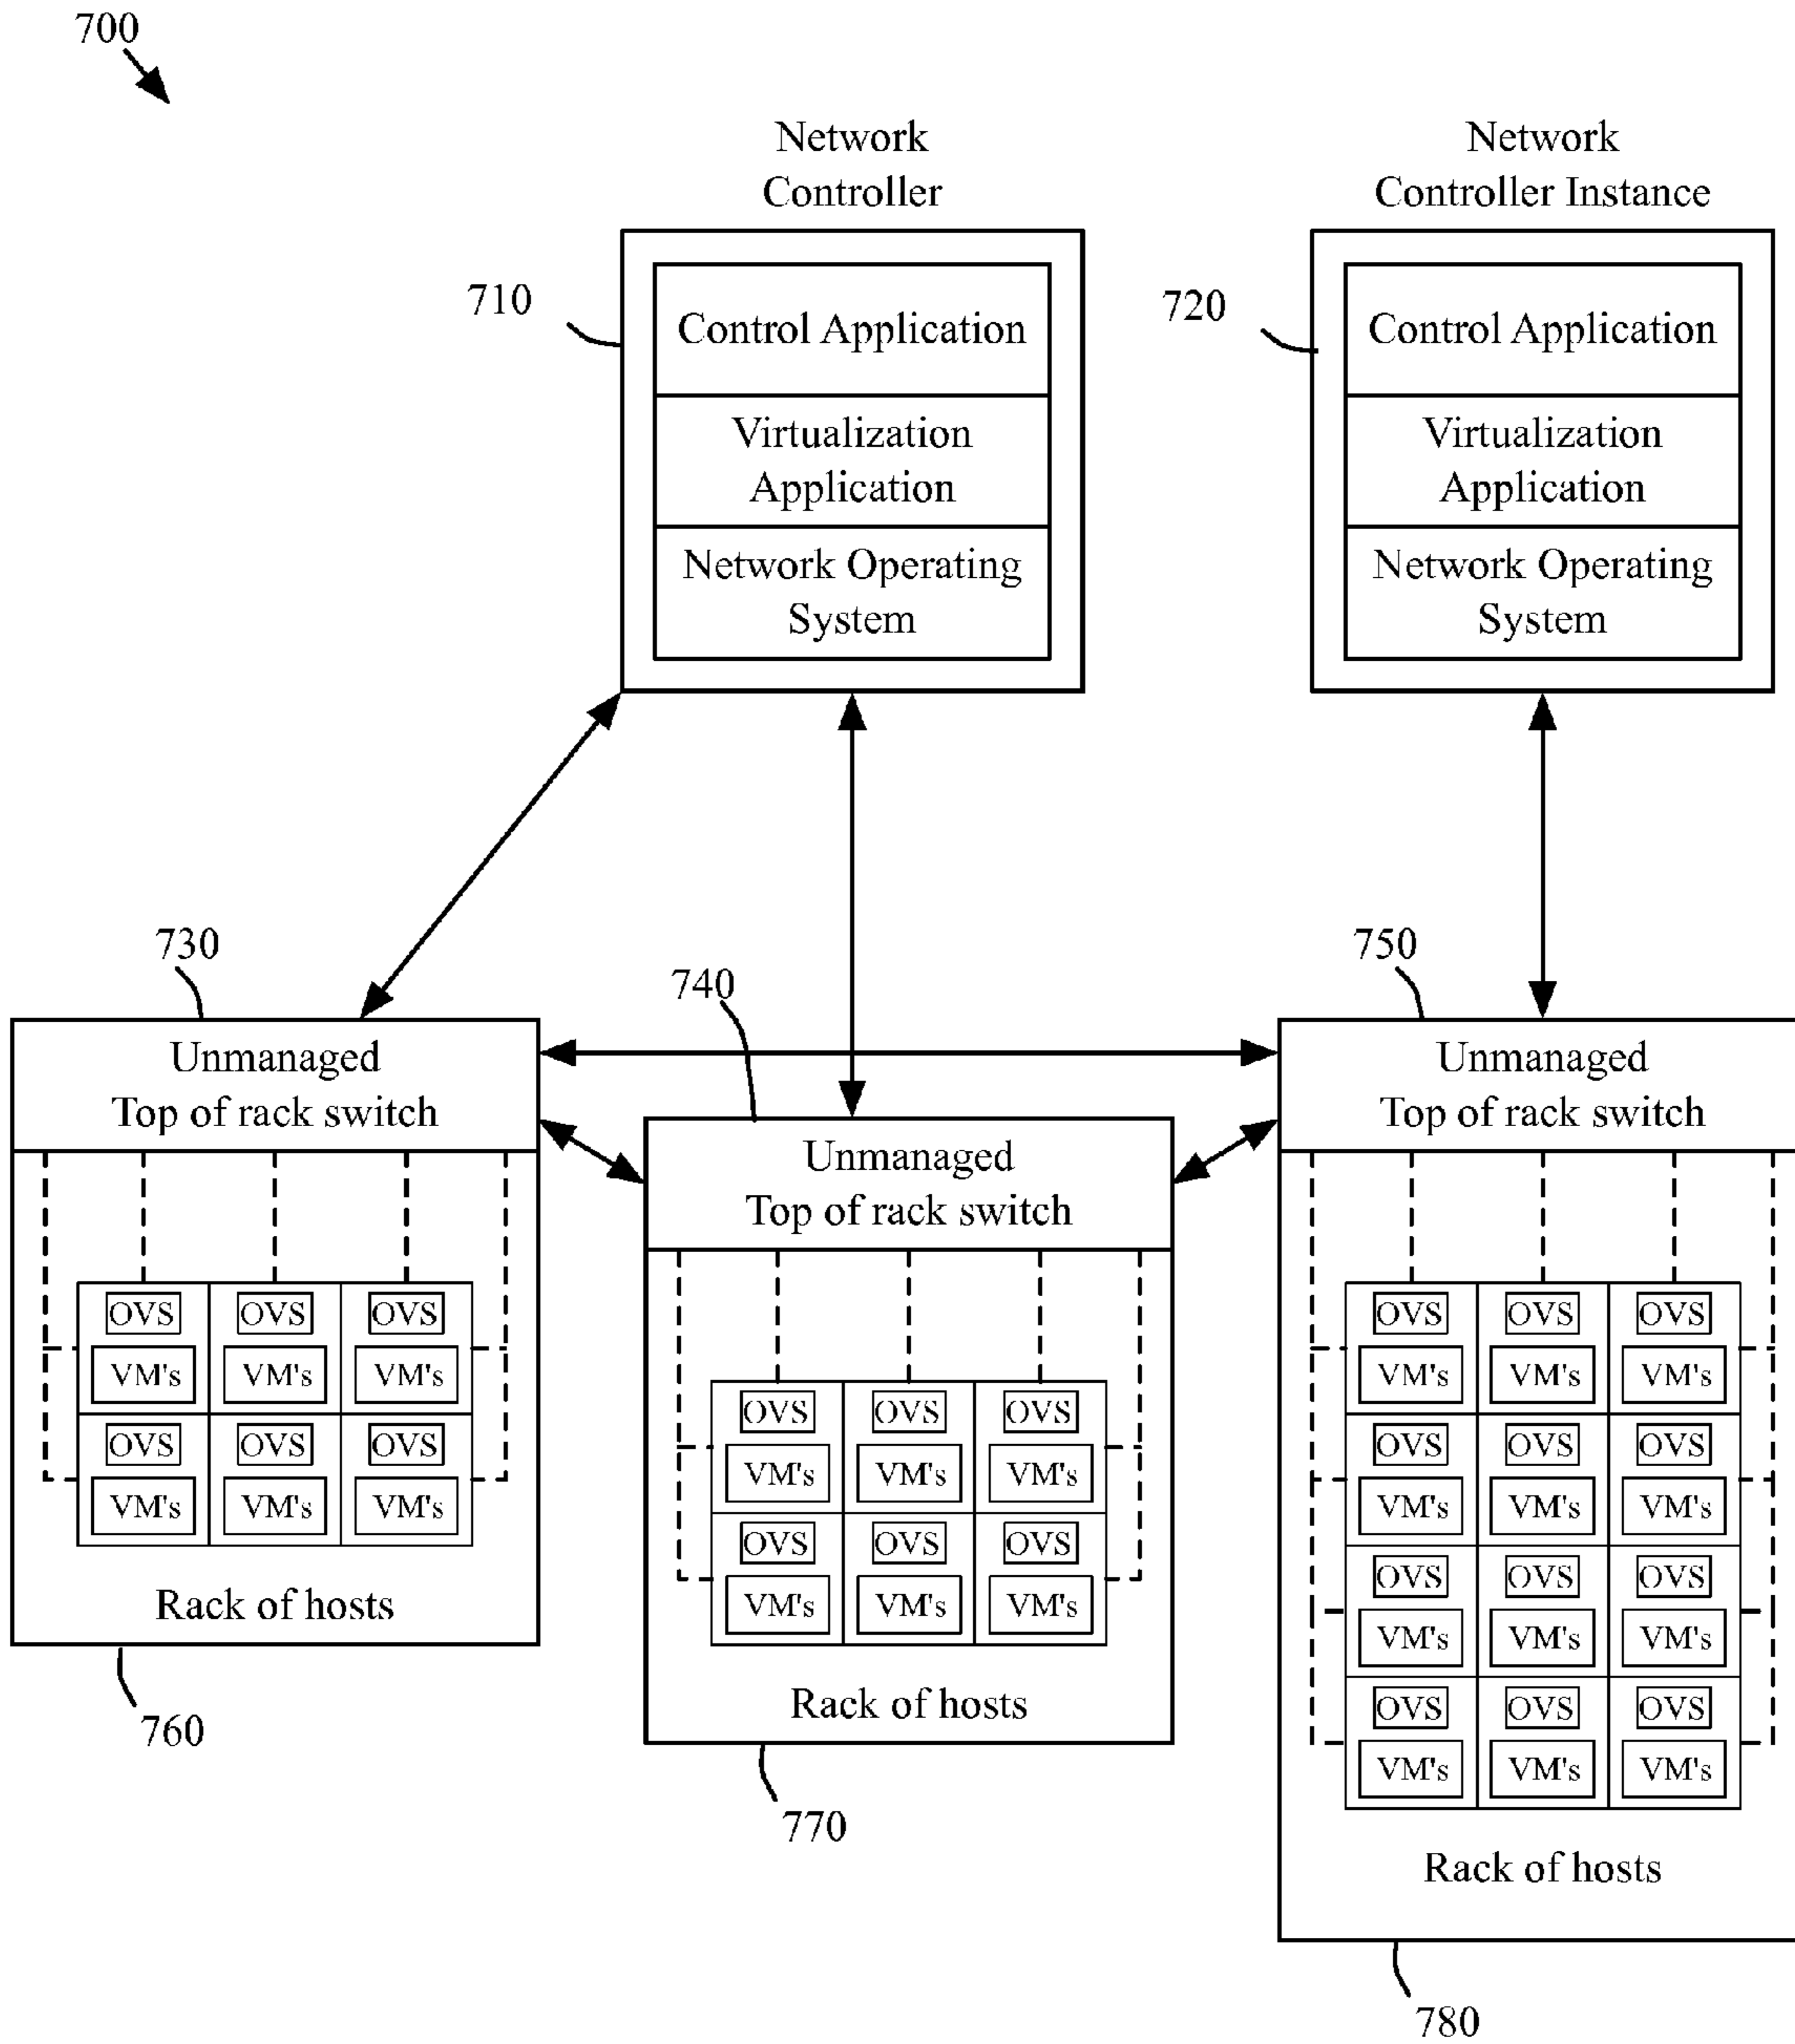 700
Network
Controller
Network
Controller Instance
710
Control Application
Virtualization
Application
Network Operating
System
720
Control Application
Virtualization
Application
Network Operating
System
730
Unmanaged
Top of rack switch
740
Unmanaged
Top of rack switch
750
Unmanaged
Top of rack switch
OVS OVS OVS
VM's VM's VM's
OVS OVS OVS
VM's VM's VM's
Rack of hosts
760
OVS OVS OVS
VM's VM's VM's
OVS OVS OVS
VM's VM's VM's
Rack of hosts
770
OVS OVS OVS
VM's VM's VM's
OVS OVS OVS
VM's VM's VM's
OVS OVS OVS
VM's VM's VM's
OVS OVS OVS
VM's VM's VM's
Rack of hosts
780